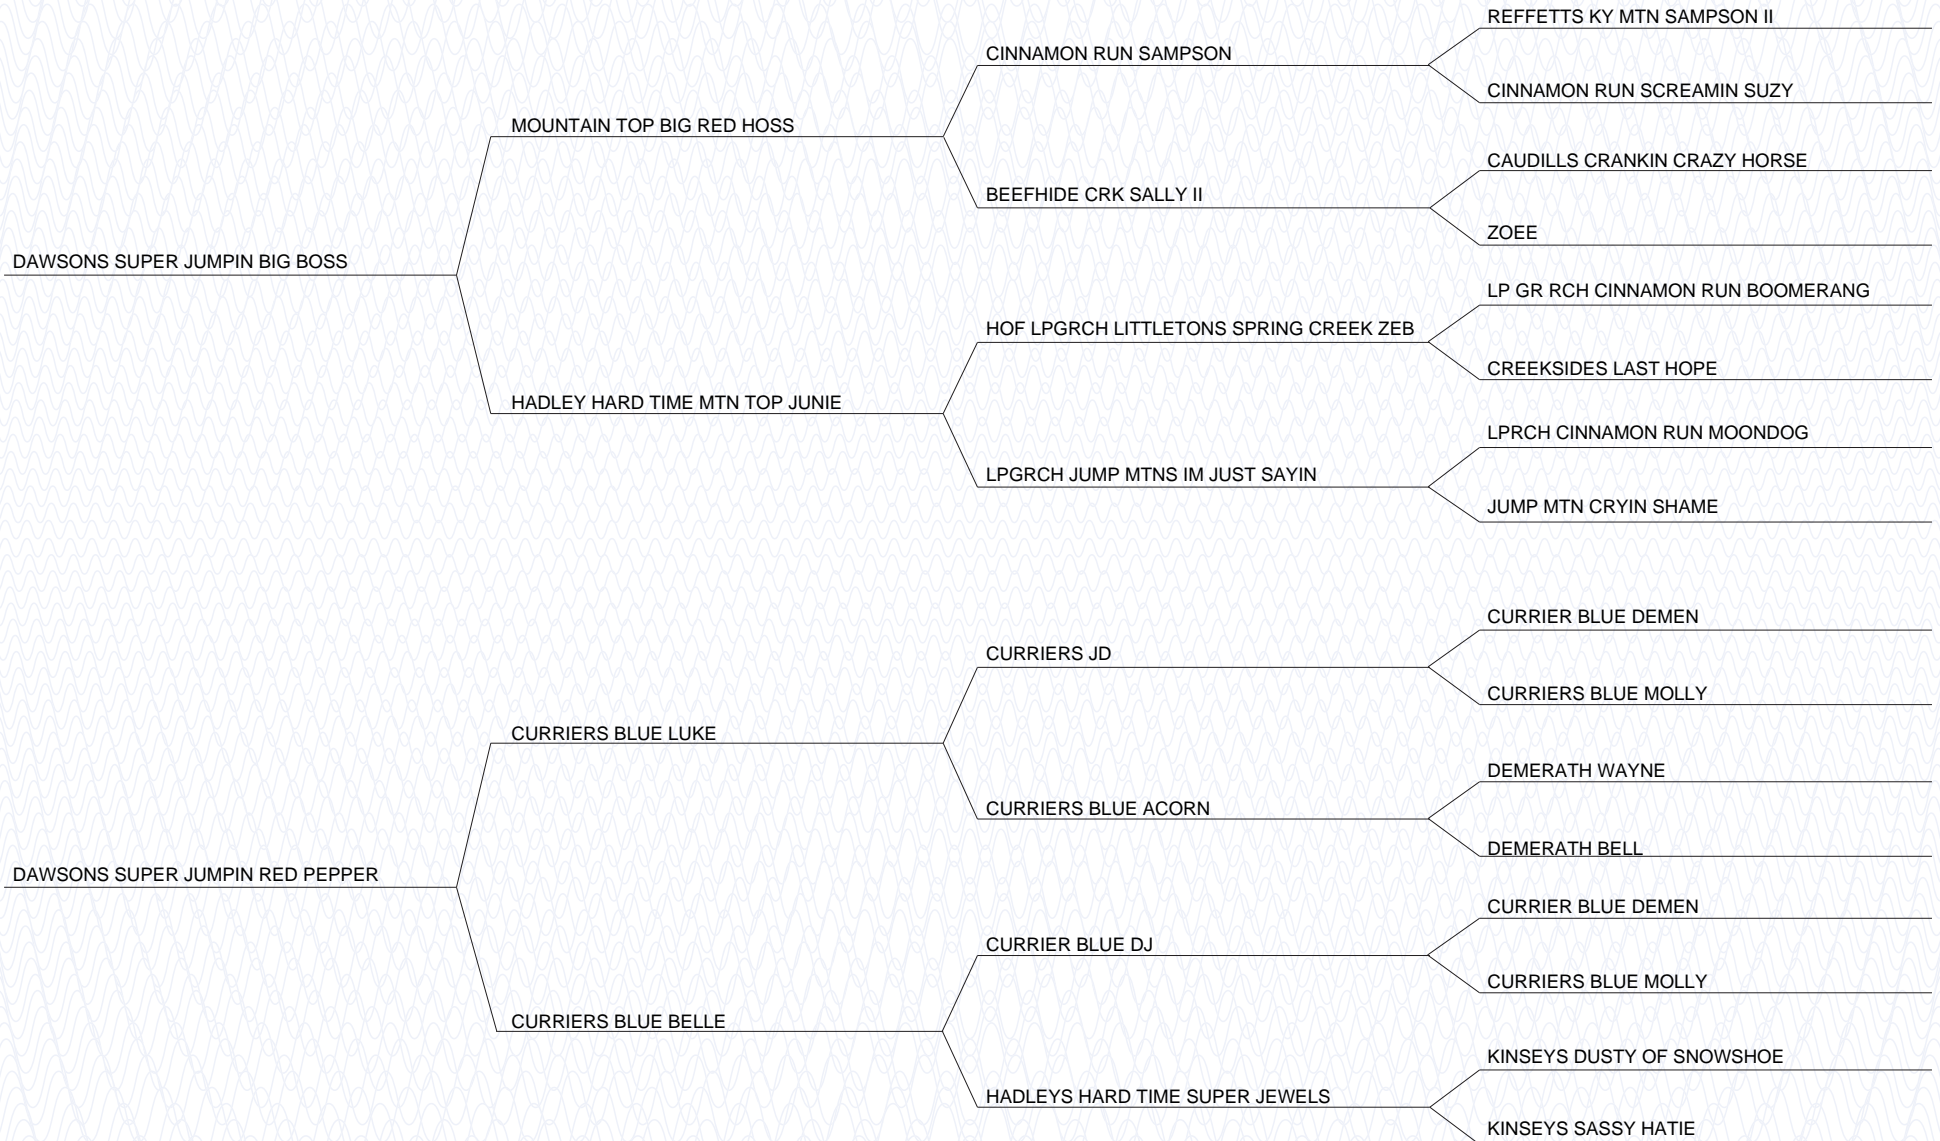 REFFETTS KY MTN SAMPSON II
CINNAMON RUN SAMPSON
CINNAMON RUN SCREAMIN SUZY
MOUNTAIN TOP BIG RED HOSS
CAUDILLS CRANKIN CRAZY HORSE
BEEFHIDE CRK SALLY II
ZOEE
DAWSONS SUPER JUMPIN BIG BOSS
LP GR RCH CINNAMON RUN BOOMERANG
HOF LPGRCH LITTLETONS SPRING CREEK ZEB
CREEKSIDES LAST HOPE
HADLEY HARD TIME MTN TOP JUNIE
LPRCH CINNAMON RUN MOONDOG
LPGRCH JUMP MTNS IM JUST SAYIN
JUMP MTN CRYIN SHAME
CURRIER BLUE DEMEN
CURRIERS JD
CURRIERS BLUE MOLLY
CURRIERS BLUE LUKE
DEMERATH WAYNE
CURRIERS BLUE ACORN
DEMERATH BELL
DAWSONS SUPER JUMPIN RED PEPPER
CURRIER BLUE DEMEN
CURRIER BLUE DJ
CURRIERS BLUE MOLLY
CURRIERS BLUE BELLE
KINSEYS DUSTY OF SNOWSHOE
HADLEYS HARD TIME SUPER JEWELS
KINSEYS SASSY HATIE